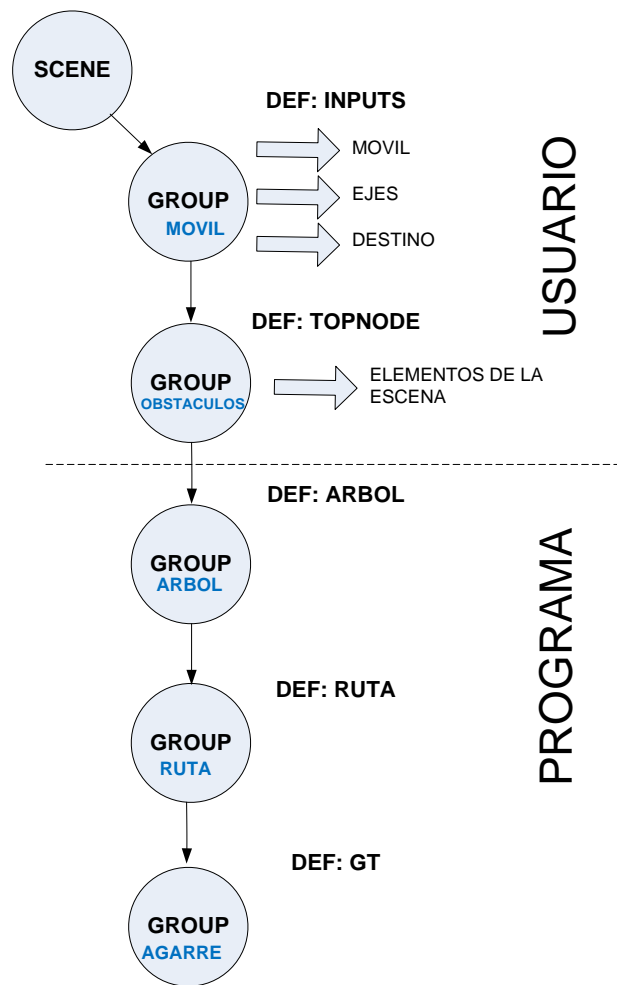 SCENE
DEF: INPUTS
MOVIL
GROUP
MOVIL
EJES
DESTINO
USUARIO
DEF: TOPNODE
GROUP
OBSTACULOS
ELEMENTOS DE LA
ESCENA
DEF: ARBOL
GROUP
ARBOL
PROGRAMA
DEF: RUTA
GROUP
RUTA
DEF: GT
GROUP
AGARRE